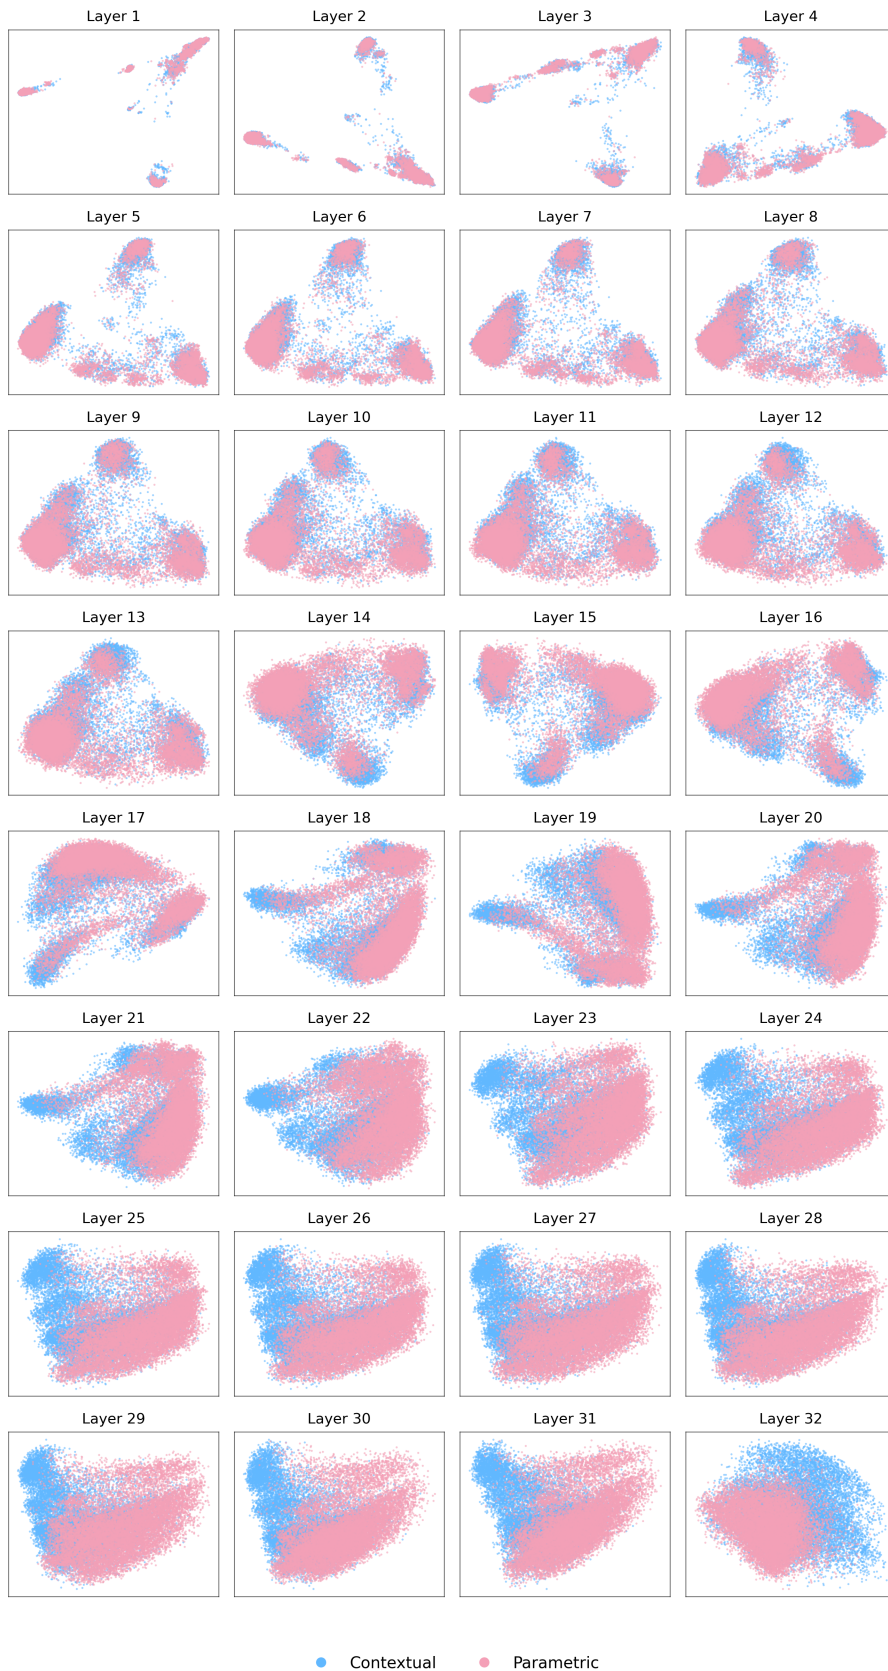 Layer 1 Layer 2 Layer 3 Layer 4
Layer 5 Layer 6 Layer 7 Layer 8
Layer 9 Layer 10 Layer 11 Layer 12
Layer 13 Layer 14 Layer 15 Layer 16
Layer 17 Layer 18 Layer 19 Layer 20
Layer 21 Layer 22 Layer 23 Layer 24
Layer 25 Layer 26 Layer 27 Layer 28
Layer 29 Layer 30 Layer 31 Layer 32
Contextual Parametric